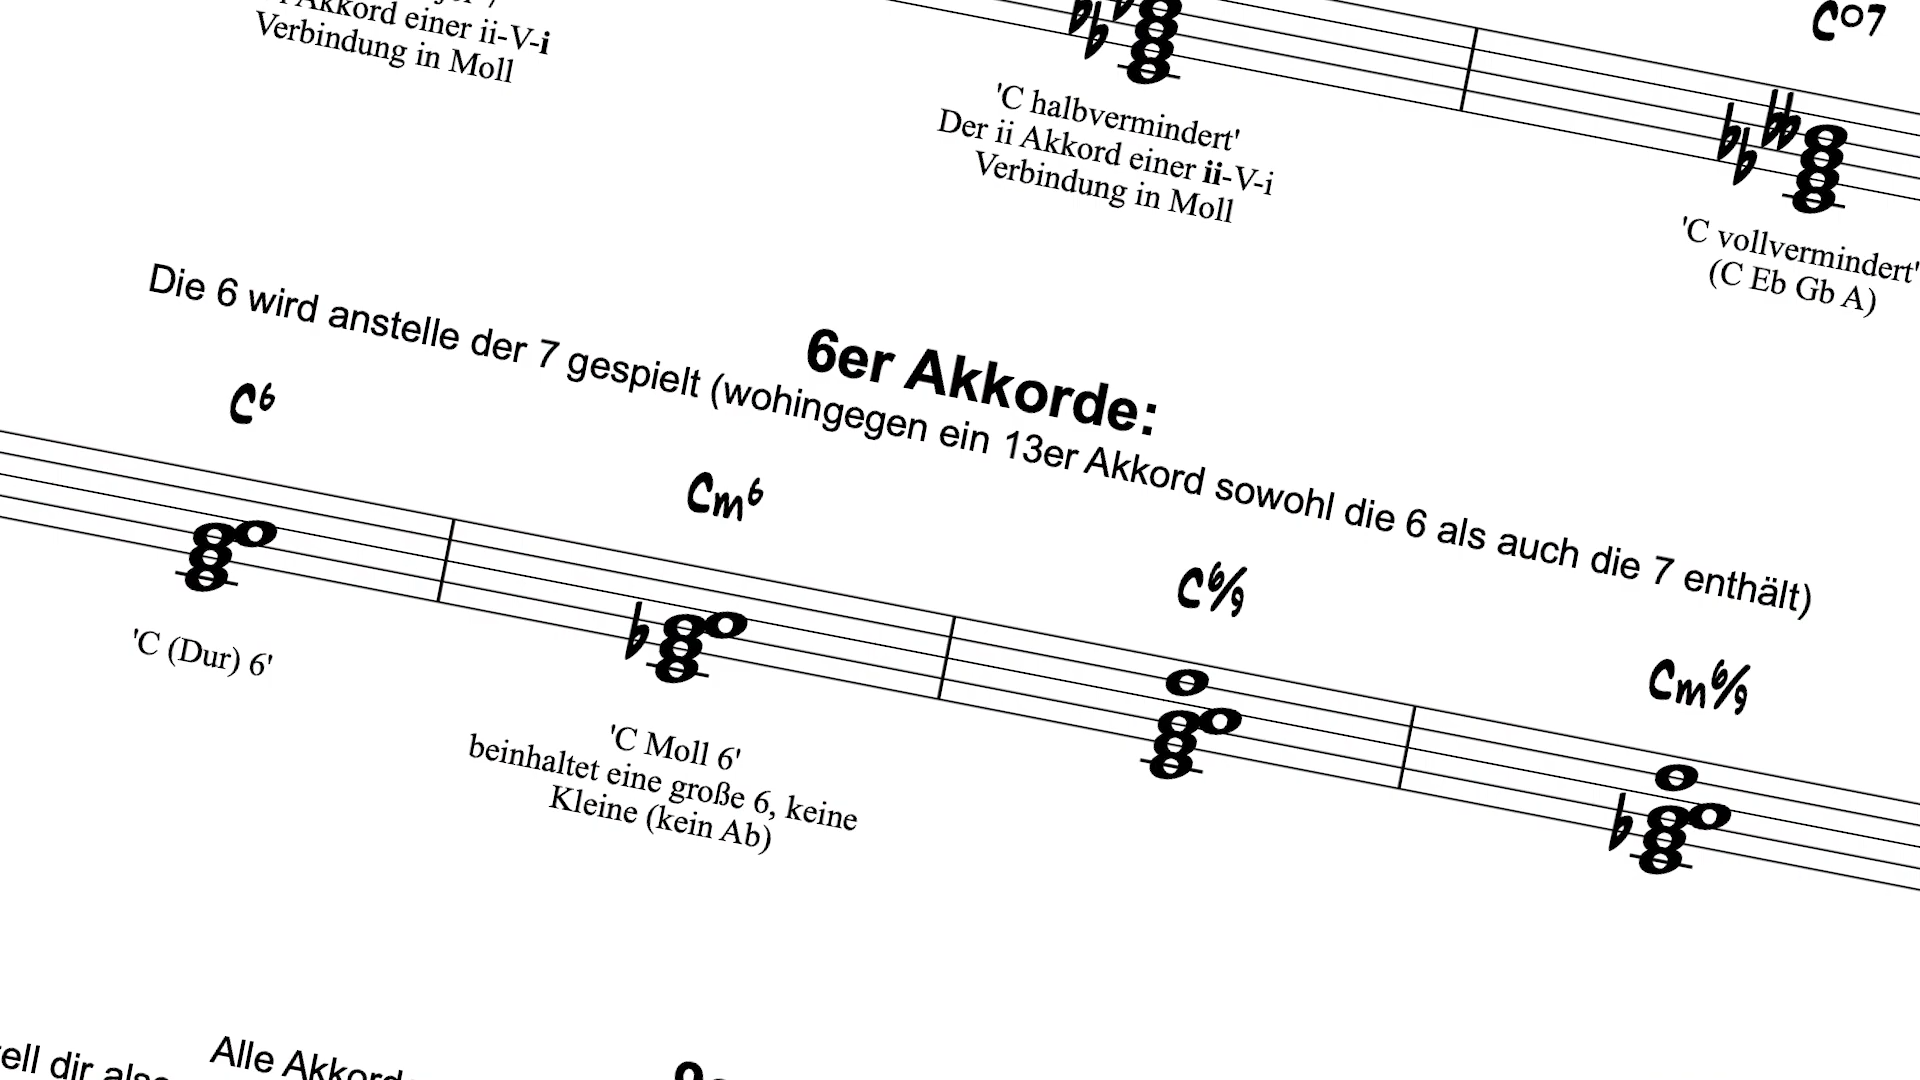 Akkord einer ii-V-i
Verbindung in Moll
'C halbvermindert'
Der ii Akkord einer ii-V-i
Verbindung in Moll
Co7
'C vollvermindert'
(C Eb Gb A)
6er Akkorde:
Die 6 wird anstelle der 7 gespielt (wohingegen ein 13er Akkord sowohl die 6 als auch die 7 enthält)
C6
Cm6
C6/9
Cm6/9
'C (Dur) 6'
'C Moll 6'
beinhaltet eine große 6, keine
Kleine (kein Ab)
Alle
dir